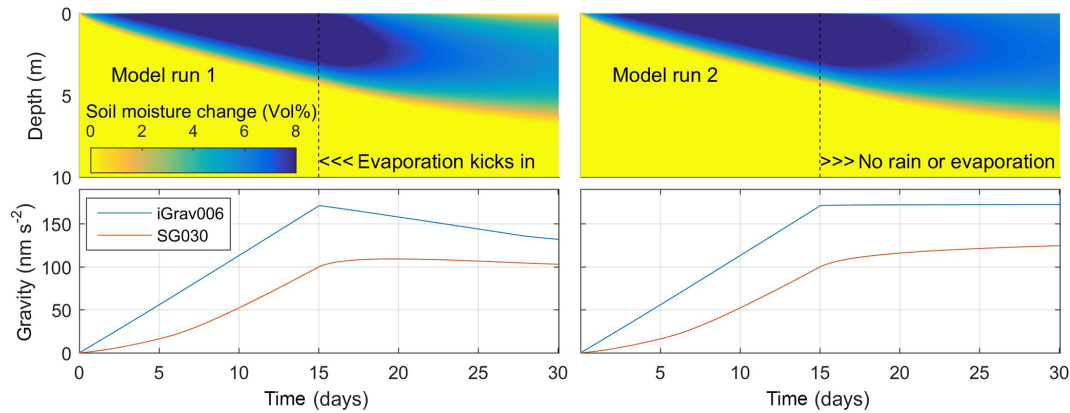 0
5
10
Depth (m)
Model run 1
Soil moisture change (Vol%)
0 2 4 6 8
<<< Evaporation kicks in
Model run 2
>>> No rain or evaporation
Gravity (nm s-2)
150
100
50
0
iGrav006
SG030
0 5 10 15 20 25 30
Time (days)
5 10 15 20 25 30
Time (days)